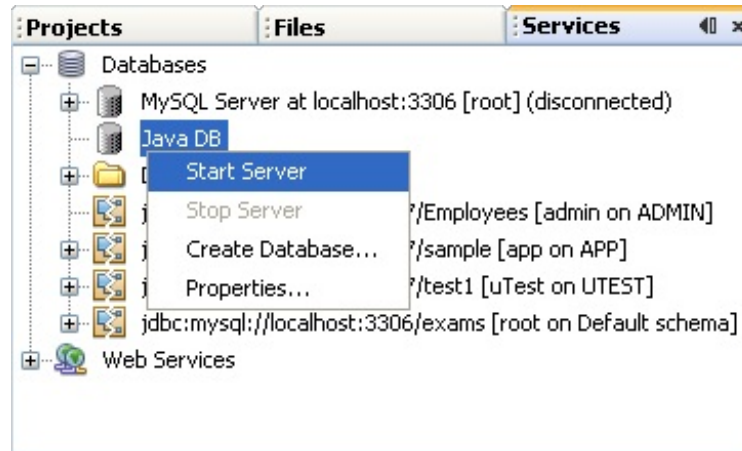 Projects
Files
Services
Databases
MySQL Server at localhost:3306 [root] (disconnected)
Java DB
Start Server
Stop Server
/Employees [admin on ADMIN]
Create Database...
/sample [app on APP]
Properties...
/test1 [uTest on UTEST]
jdbc:mysql://localhost:3306/exams [root on Default schema]
Web Services